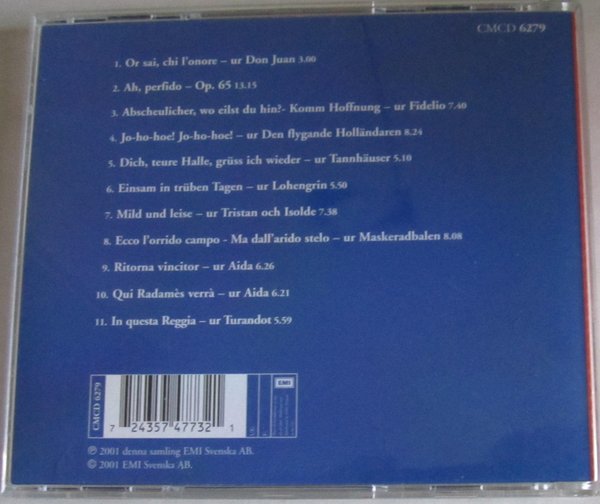 CMCD 6279
1. Or sai, chi l'onore – ur Don Juan 3.00
2. Ah, perfido – Op. 65 13.15
3. Abscheulicher, wo eilst du hin?- Komm Hoffnung – ur Fidelio 7.40
4. Jo-ho-hoe! Jo-ho-hoe! – ur Den flygande Holländaren 8.24
5. Dich, teure Halle, grüss ich wieder – ur Tannhäuser 5.10
6. Einsam in trüben Tagen – ur Lohengrin 5.50
7. Mild und leise – ur Tristan och Isolde 7.38
8. Ecco l'orrido campo - Ma dall'arido stelo – ur Maskeradbalen 8.08
9. Ritorna vincitor – ur Aida 6.26
10. Qui Radamès verrà – ur Aida 6.21
11. In questa Reggia – ur Turandot 5.59
CMCD 6279
EMI
7 24357 47732 1
℗ 2001 denna samling EMI Svenska AB.
© 2001 EMI Svenska AB.